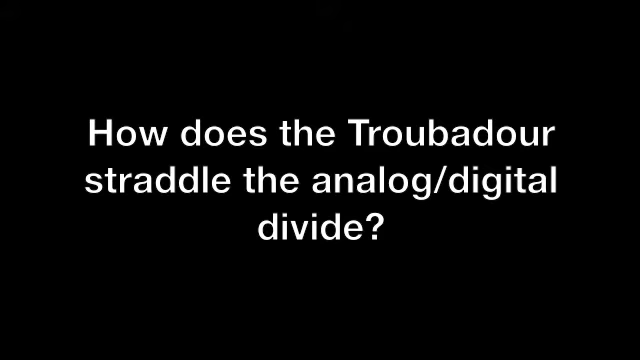 How does the Troubadour
straddle the analog/digital
divide?